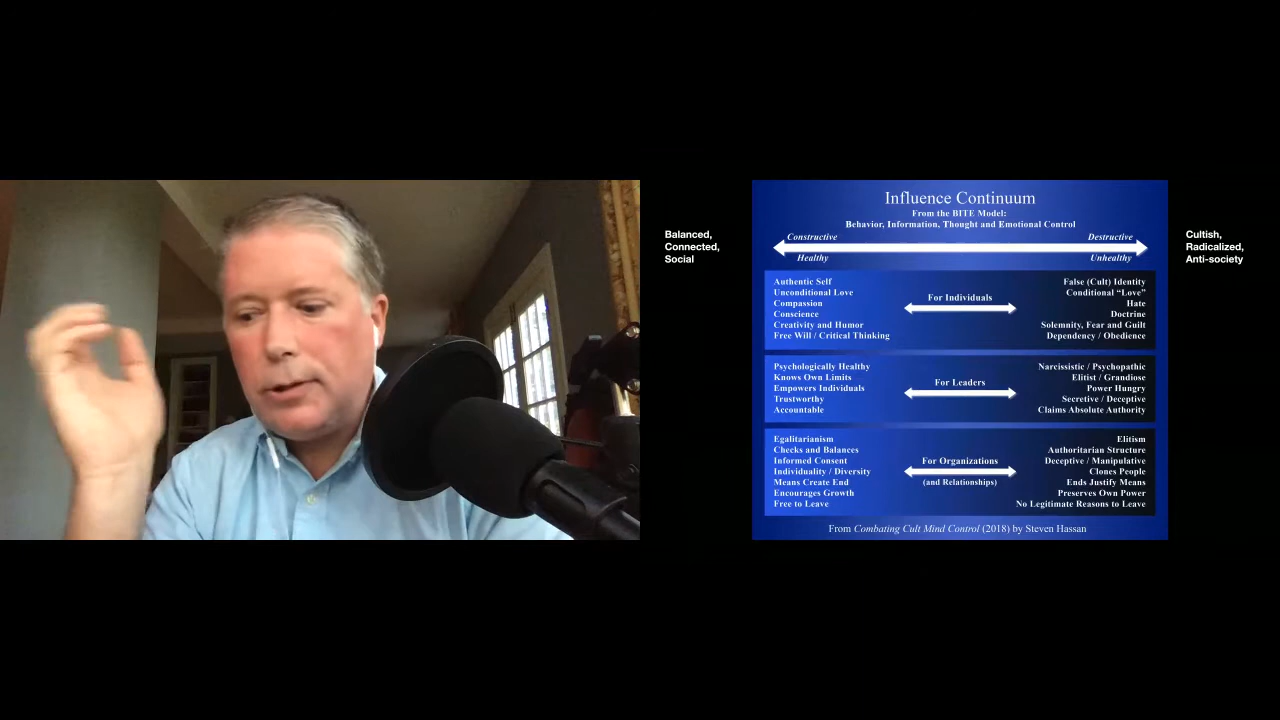 Balanced,
Connected,
Social
Influence Continuum
From the BITE Model:
Behavior, Information, Thought and Emotional Control
Constructive
Destructive
Healthy
Unhealthy
Cultish,
Radicalized,
Anti-society
Authentic Self
Unconditional Love
Compassion
Conscience
Creativity and Humor
Free Will / Critical Thinking
For Individuals
False (Cult) Identity
Conditional “Love”
Hate
Doctrine
Solemnity, Fear and Guilt
Dependency / Obedience
Psychologically Healthy
Knows Own Limits
Empowers Individuals
Trustworthy
Accountable
For Leaders
Narcissistic / Psychopathic
Elitist / Grandiose
Power Hungry
Secretive / Deceptive
Claims Absolute Authority
Egalitarianism
Checks and Balances
Informed Consent
Individuality / Diversity
Means Create End
Encourages Growth
Free to Leave
For Organizations
(and Relationships)
Elitism
Authoritarian Structure
Deceptive / Manipulative
Clones People
Ends Justify Means
Preserves Own Power
No Legitimate Reasons to Leave
From Combating Cult Mind Control (2018) by Steven Hassan